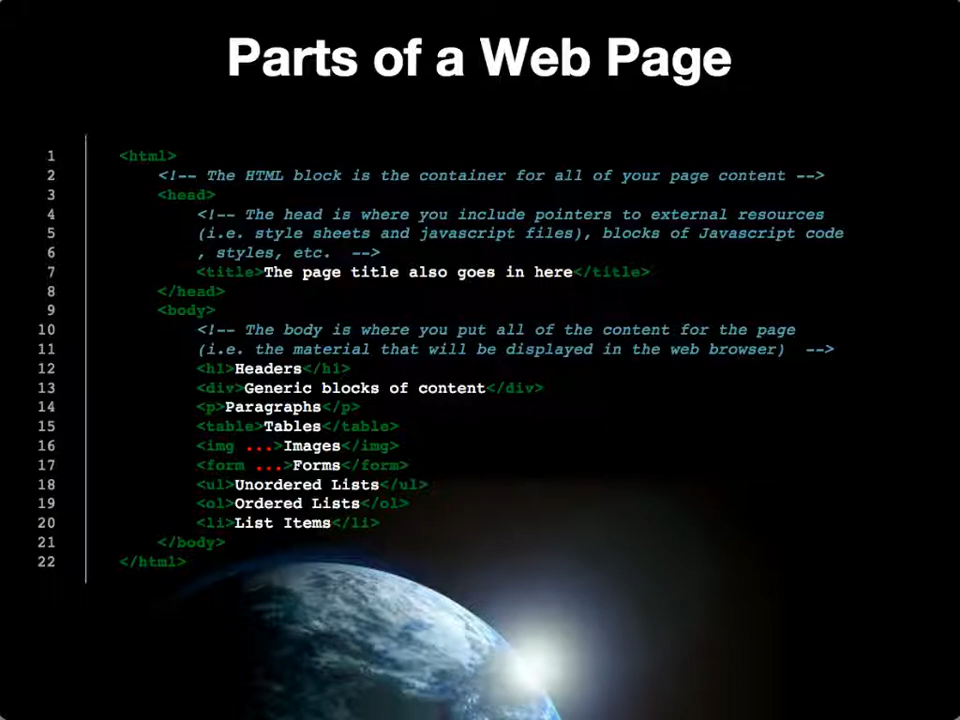 Parts of a Web Page
1 <html>
2 <!-- The HTML block is the container for all of your page content -->
3 <head>
4 <!-- The head is where you include pointers to external resources
5 (i.e. style sheets and javascript files), blocks of Javascript code
6 , styles, etc.  -->
7 <title>The page title also goes in here</title>
8 </head>
9 <body>
10 <!-- The body is where you put all of the content for the page
11 (i.e. the material that will be displayed in the web browser)  -->
12 <h1>Headers</h1>
13 <div>Generic blocks of content</div>
14 <p>Paragraphs</p>
15 <table>Tables</table>
16 <img ...>Images</img>
17 <form ...>Forms</form>
18 <ul>Unordered Lists</ul>
19 <ol>Ordered Lists</ol>
20 <li>List Items</li>
21 </body>
22 </html>